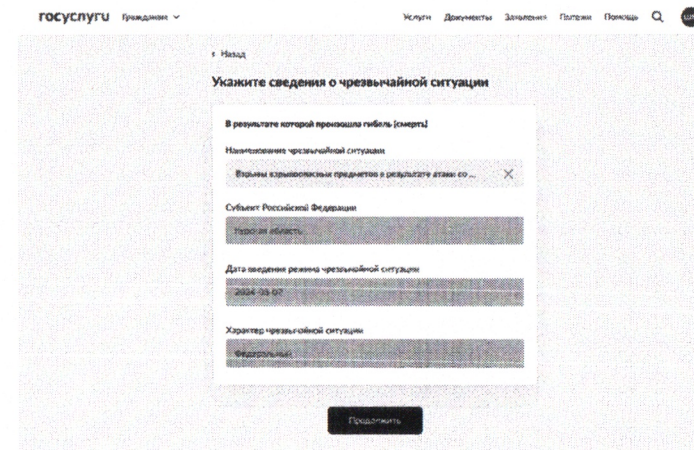 госуслуги Гражданам
Услуги Документы Заявления Платежи Помощь
Назад
Укажите сведения о чрезвычайной ситуации
В результате которой произошла гибель (смерть)
Наименование чрезвычайной ситуации
Взрывы взрывоопасных предметов в результате атаки со ...
Субъект Российской Федерации
Курская область
Дата введения режима чрезвычайной ситуации
Характер чрезвычайной ситуации
Федеральный
Продолжить